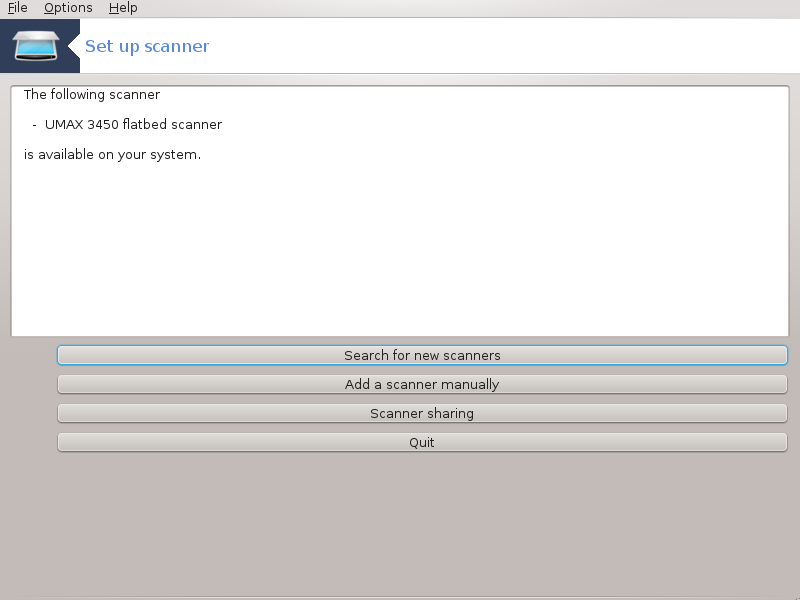 File Options Help
Set up scanner
The following scanner
- UMAX 3450 flatbed scanner
is available on your system.
Search for new scanners
Add a scanner manually
Scanner sharing
Quit